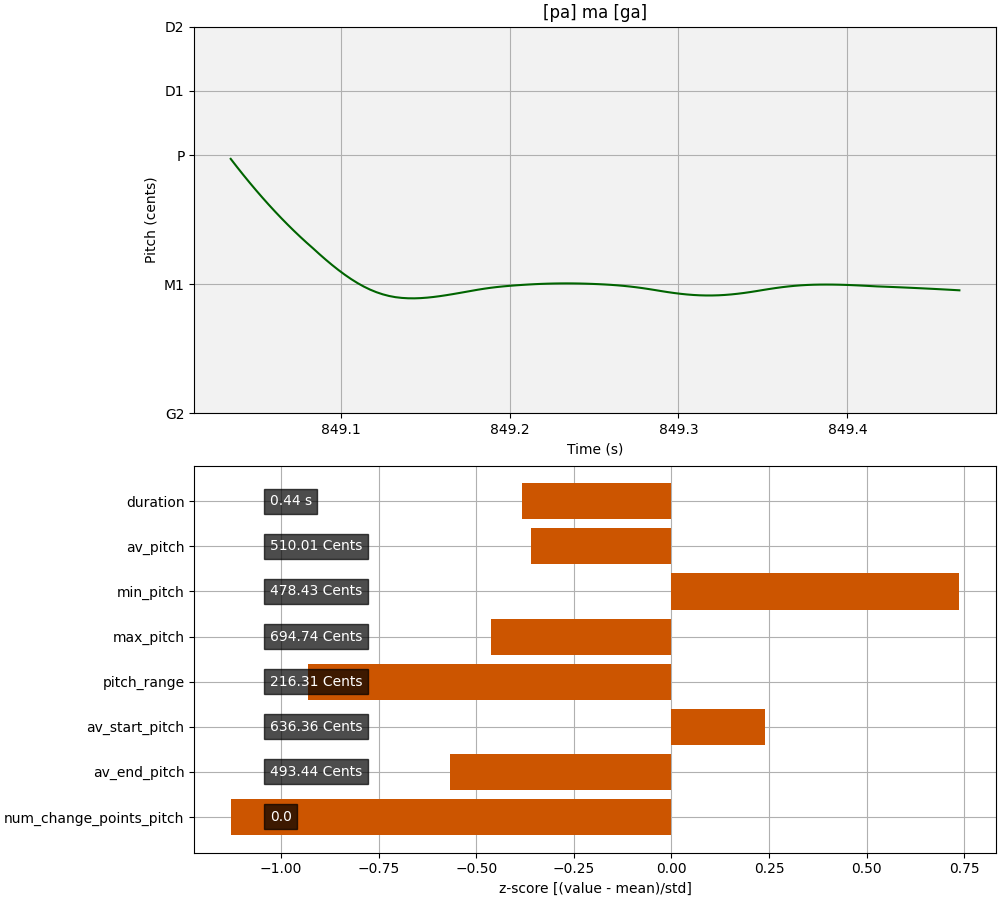 [pa] ma [ga]
D2
D1
P
M1
G2
Pitch (cents)
849.1 849.2 849.3 849.4
Time (s)
duration 0.44 s
av_pitch 510.01 Cents
min_pitch 478.43 Cents
max_pitch 694.74 Cents
pitch_range 216.31 Cents
av_start_pitch 636.36 Cents
av_end_pitch 493.44 Cents
num_change_points_pitch 0.0
−1.00 −0.75 −0.50 −0.25 0.00 0.25 0.50 0.75
z-score [(value - mean)/std]